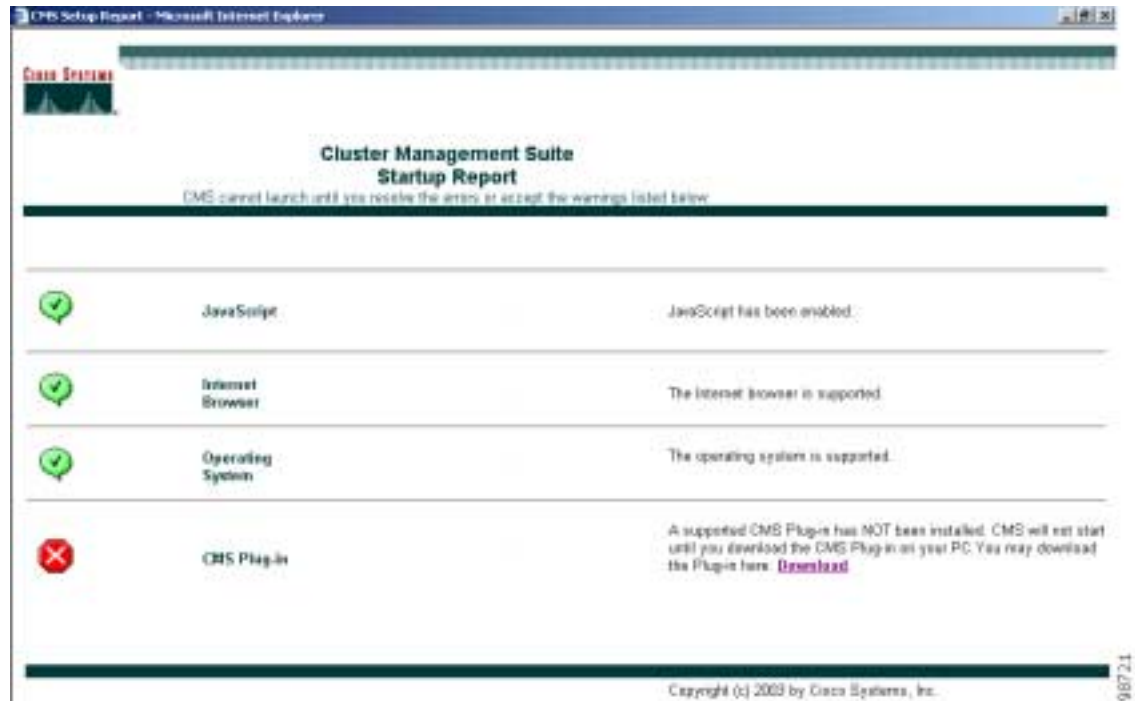 CMS Setup Report - Microsoft Internet Explorer
CISCO SYSTEMS
Cluster Management Suite
Startup Report
CMS cannot launch until you resolve the errors or accept the warnings listed below
JavaScript
JavaScript has been enabled.
Internet
Browser
The Internet browser is supported.
Operating
System
The operating system is supported.
CMS Plug-in
A supported CMS Plug-in has NOT been installed. CMS will not start
until you download the CMS Plug-in on your PC. You may download
the Plug-in here. Download
Copyright (c) 2003 by Cisco Systems, Inc.
98721